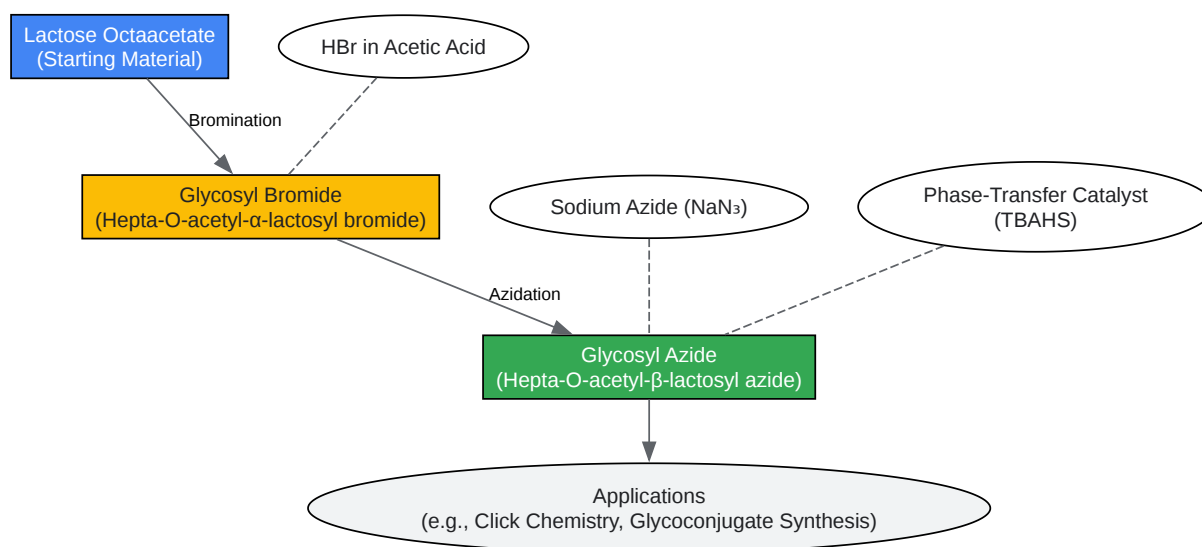 Lactose Octaacetate
(Starting Material)
HBr in Acetic Acid
Bromination
Glycosyl Bromide
(Hepta-O-acetyl-α-lactosyl bromide)
Sodium Azide (NaN₃)
Phase-Transfer Catalyst
(TBAHS)
Azidation
Glycosyl Azide
(Hepta-O-acetyl-β-lactosyl azide)
Applications
(e.g., Click Chemistry, Glycoconjugate Synthesis)